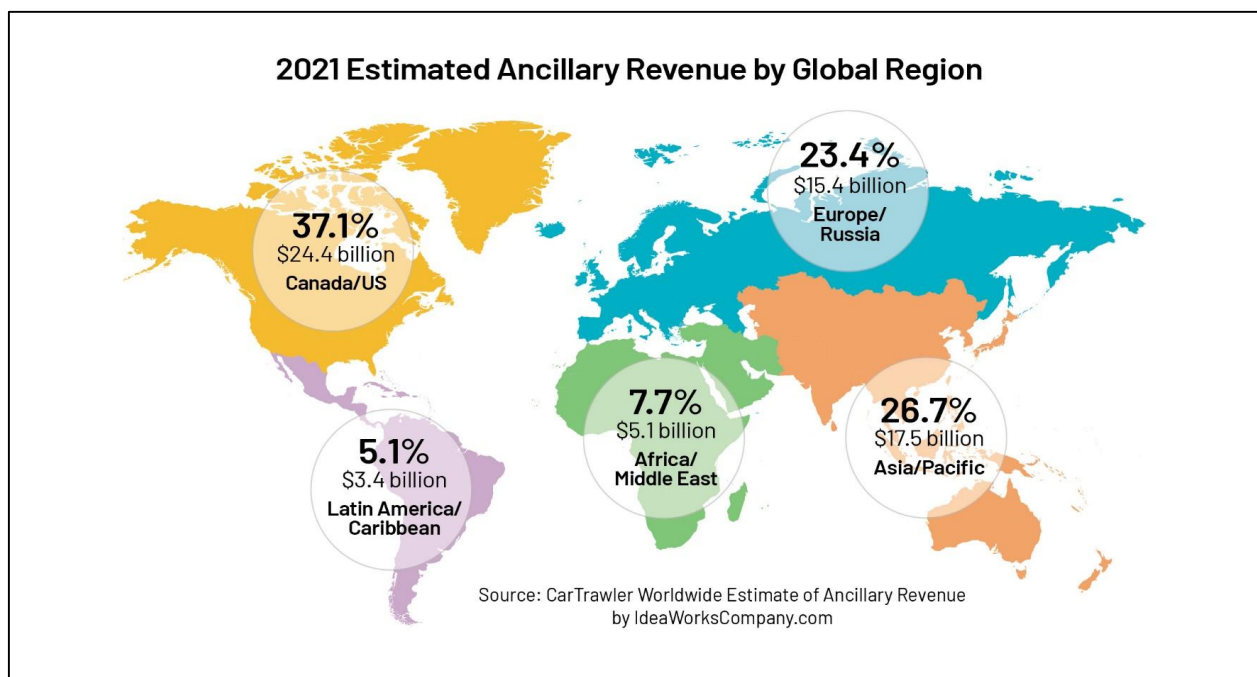 2021 Estimated Ancillary Revenue by Global Region
37.1%
$24.4 billion
Canada/US
23.4%
$15.4 billion
Europe/
Russia
5.1%
$3.4 billion
Latin America/
Caribbean
7.7%
$5.1 billion
Africa/
Middle East
26.7%
$17.5 billion
Asia/Pacific
Source: CarTrawler Worldwide Estimate of Ancillary Revenue
by IdeaWorksCompany.com